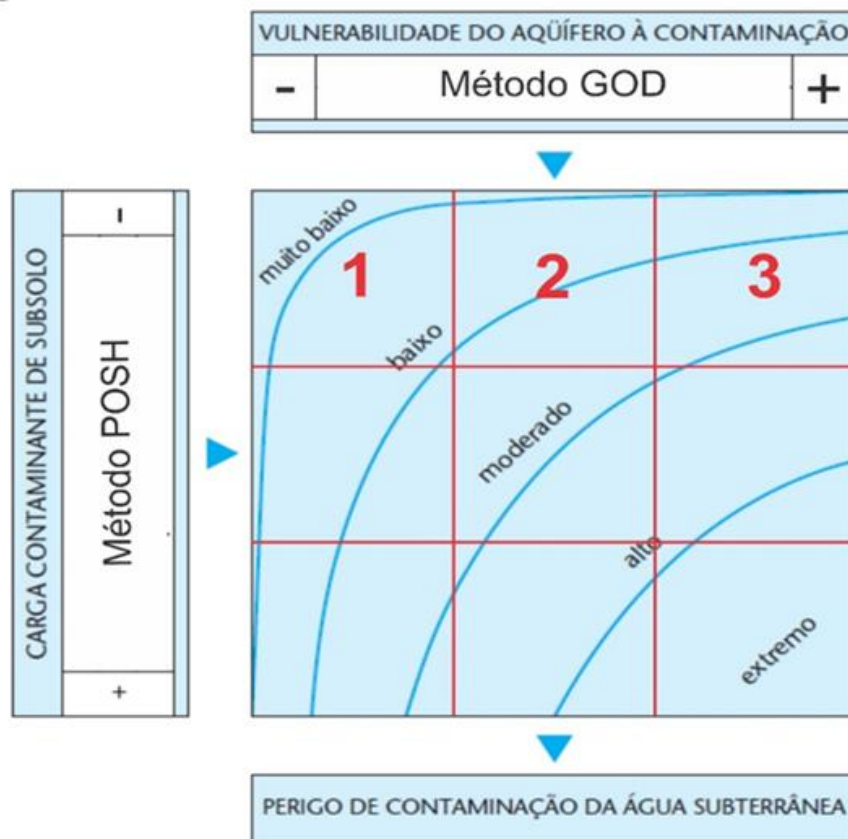 VULNERABILIDADE DO AQÜÍFERO À CONTAMINAÇÃO
- Método GOD +
CARGA CONTAMINANTE DE SUBSOLO
-
Método POSH
+
muito baixo
1
2
3
baixo
moderado
alto
extremo
PERIGO DE CONTAMINAÇÃO DA ÁGUA SUBTERRÂNEA